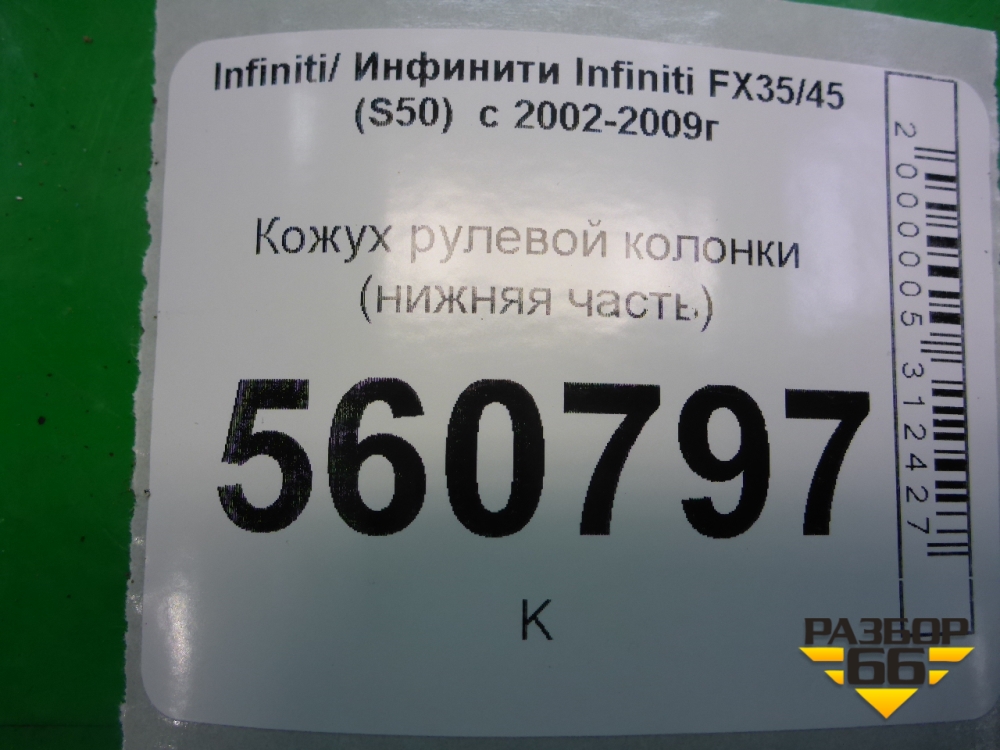 Infiniti/ Инфинити Infiniti FX35/45
(S50) с 2002-2009г
Кожух рулевой колонки
(нижняя часть)
560797
К
2000005312427
РАЗБОР
66